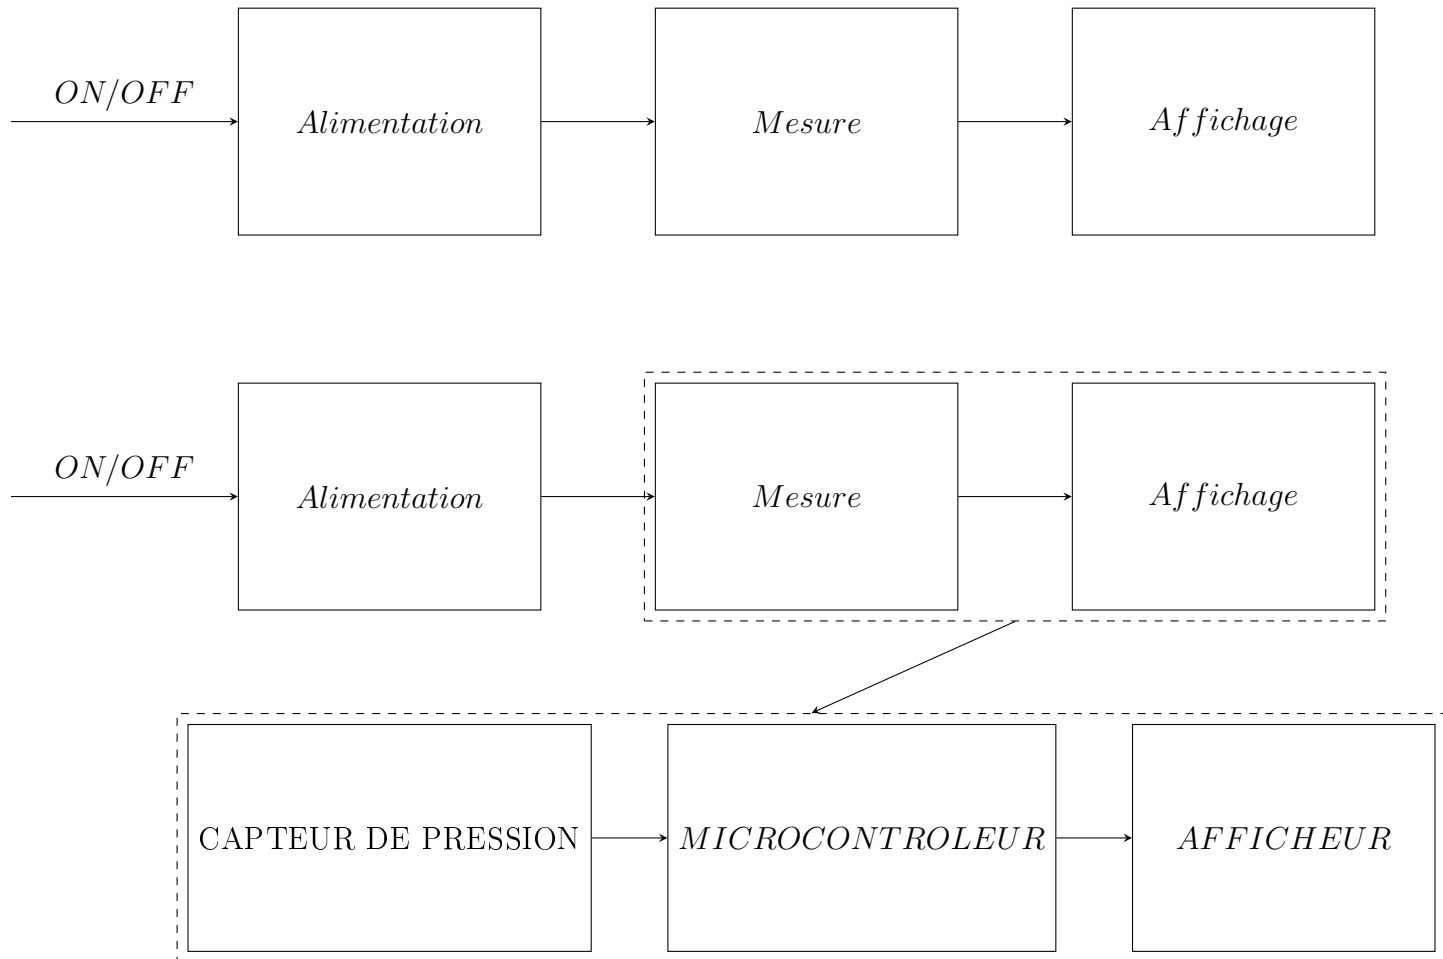 ON/OFF
Alimentation
Mesure
Affichage
ON/OFF
Alimentation
Mesure
Affichage
CAPTEUR DE PRESSION
MICROCONTROLEUR
AFFICHEUR